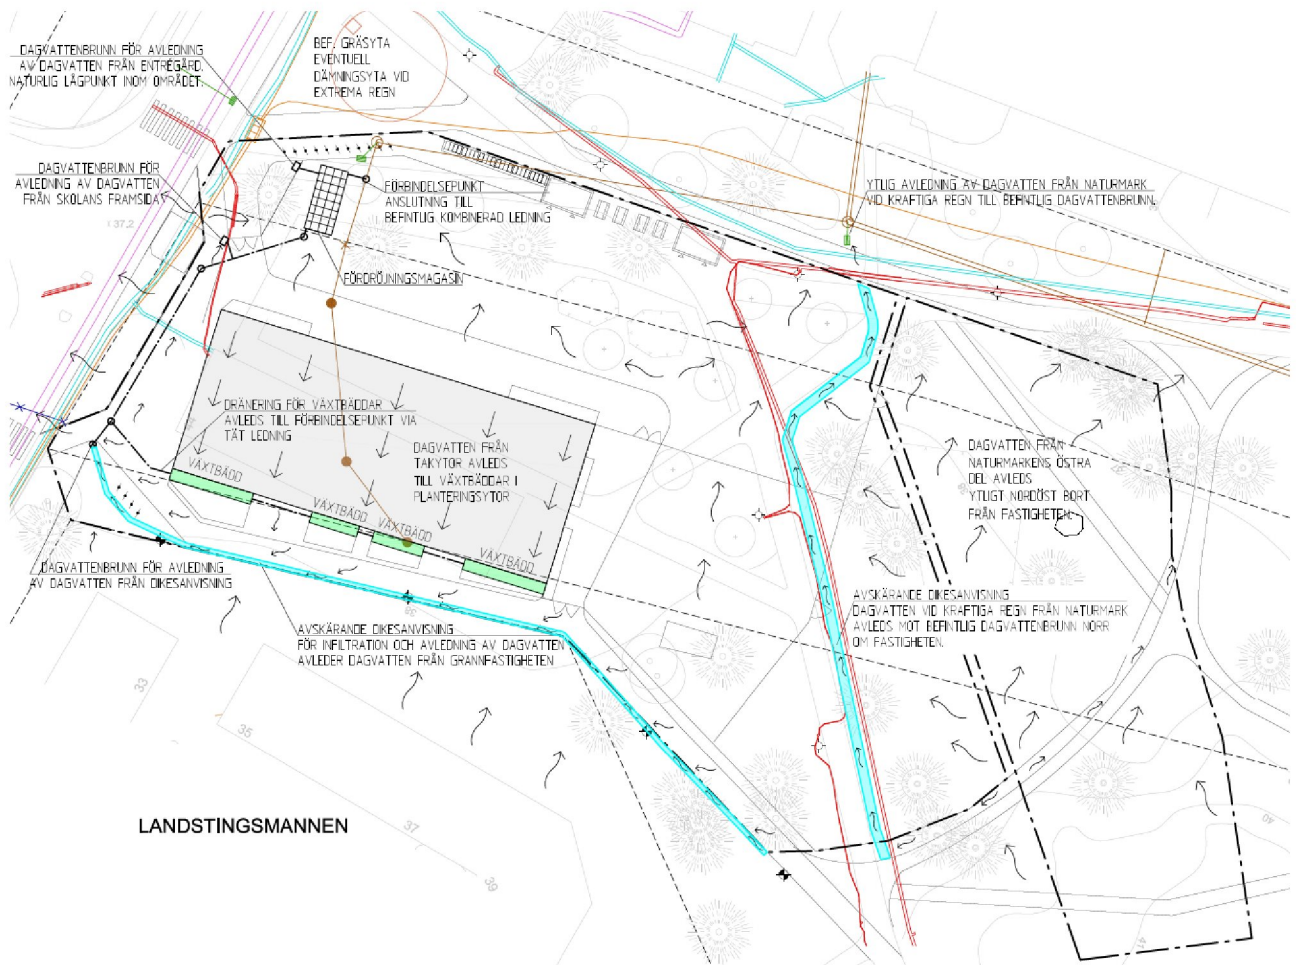 DAGVATTENBRUNN FÖR AVLEDNING
AV DAGVATTEN FRÅN ENTREGÅRD.
NATURLIG LÅGPUNKT INOM OMRÅDET
BEF. GRÄSYTA
EVENTUELL
DÄMNINGSYTA VID
EXTREMA REGN
DAGVATTENBRUNN FÖR
AVLEDNING AV DAGVATTEN
FRÅN SKOLANS FRAMSIDA
37.2
FÖRBINDELSEPUNKT
ANSLUTNING TILL
BEFINTLIG KOMBINERAD LEDNING
FÖRDRÖJNINGSMAGASIN
YTLIG AVLEDNING AV DAGVATTEN FRÅN NATURMARK
VID KRAFTIGA REGN TILL BEFINTLIG DAGVATTENBRUNN.
DRÄNERING FÖR VÄXTBÄDDAR
AVLEDS TILL FÖRBINDELSEPUNKT VIA
TÄT LEDNING
DAGVATTEN FRÅN
TAKYTOR AVLEDS
TILL VÄXTBÄDDAR I
PLANTERINGSYTOR
VÄXTBÄDD
VÄXTBÄDD
VÄXTBÄDD
VÄXTBÄDD
DAGVATTEN FRÅN
NATURMARKENS ÖSTRA
DEL AVLEDS
YTLIGT NORDÖST BORT
FRÅN FASTIGHETEN.
DAGVATTENBRUNN FÖR AVLEDNING
AV DAGVATTEN FRÅN DIKESANVISNING
AVSKÄRANDE DIKESANVISNING
FÖR INFILTRATION OCH AVLEDNING AV DAGVATTEN
AVLEDER DAGVATTEN FRÅN GRANNFASTIGHETEN
AVSKÄRANDE DIKESANVISNING
DAGVATTEN VID KRAFTIGA REGN FRÅN NATURMARK
AVLEDS MOT BEFINTLIG DAGVATTENBRUNN NORR
OM FASTIGHETEN.
33
35
37
39
40
41
LANDSTINGSMANNEN